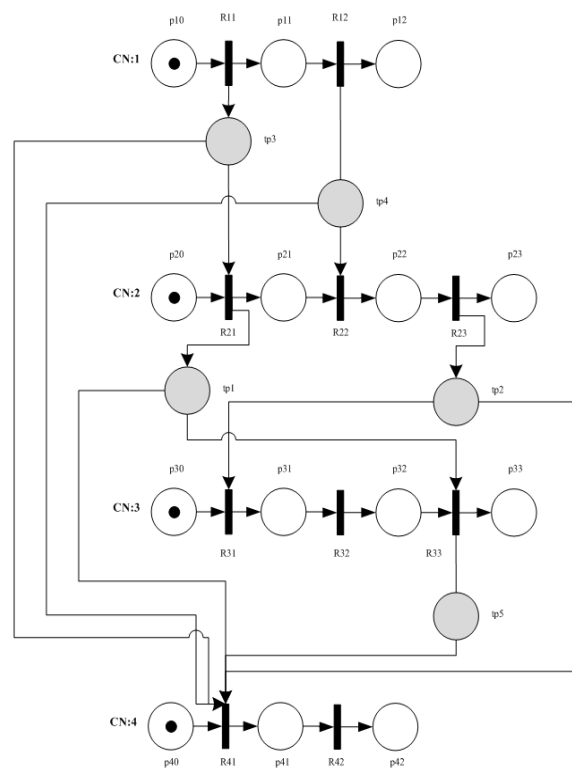 p10 R11 p11 R12 p12
CN:1
tp3
tp4
p20 p21 p22 p23
CN:2
R21 R22 R23
tp1 tp2
p30 p31 p32 p33
CN:3
R31 R32 R33
tp5
CN:4
p40 R41 p41 R42 p42